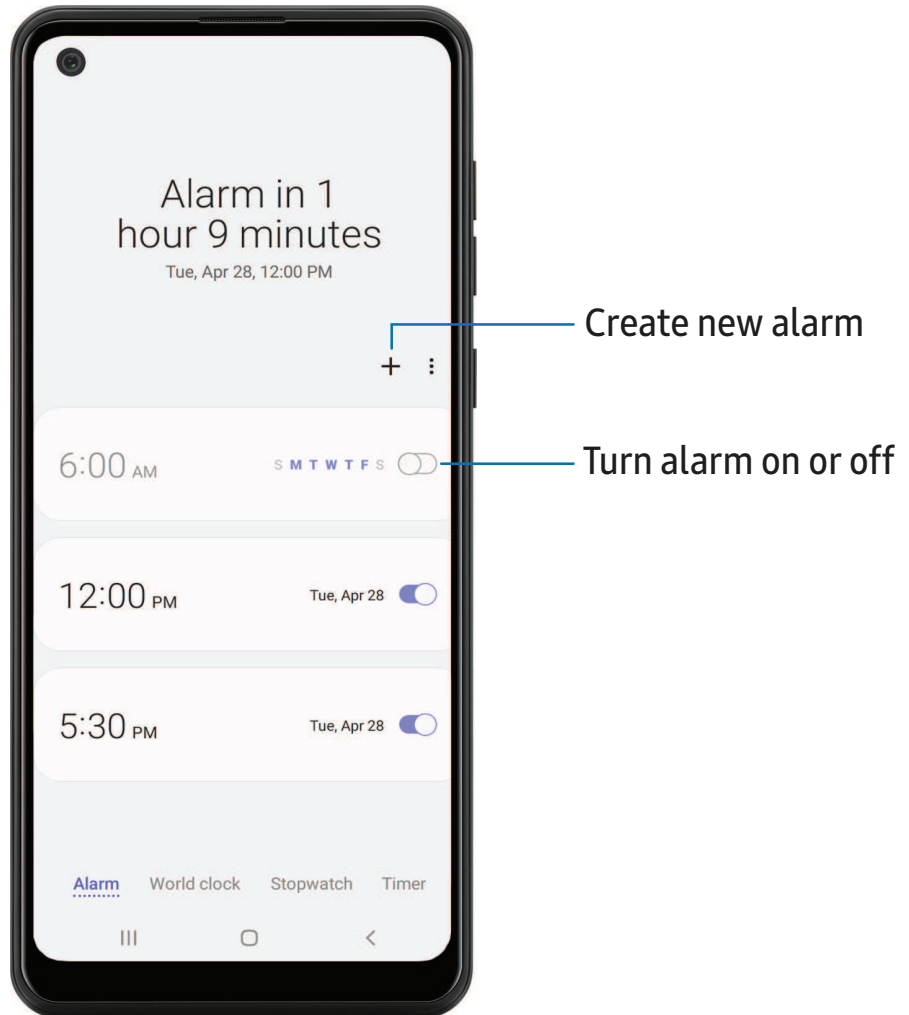 Alarm in 1
hour 9 minutes
Tue, Apr 28, 12:00 PM
Create new alarm
6:00 AM S M T W T F S
Turn alarm on or off
12:00 PM Tue, Apr 28
5:30 PM Tue, Apr 28
Alarm World clock Stopwatch Timer